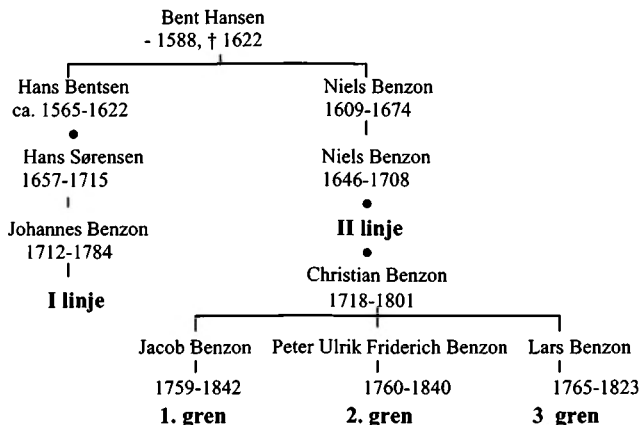 Bent Hansen
- 1588, † 1622
Hans Bentsen
ca. 1565-1622
Niels Benzon
1609-1674
Hans Sørensen
1657-1715
Niels Benzon
1646-1708
Johannes Benzon
1712-1784
I linje
II linje
Christian Benzon
1718-1801
Jacob Benzon
1759-1842
1. gren
Peter Ulrik Friderich Benzon
1760-1840
2. gren
Lars Benzon
1765-1823
3 gren